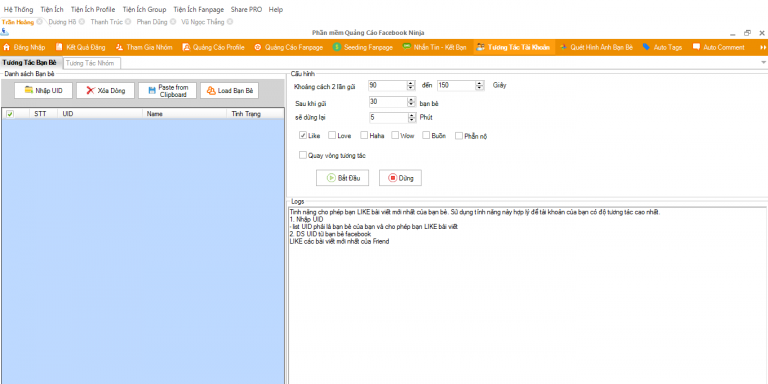 Hệ Thống Tiện Ích Tiện Ích Profile Tiện Ích Group Tiện Ích Fanpage Share PRO Help
Trần Hoàng Dương Hồ Thanh Trúc Phan Dũng Vũ Ngọc Thắng
Phần mềm Quảng Cáo Facebook Ninja
Đăng Nhập Kết Quả Đăng Tham Gia Nhóm Quảng Cáo Profile Quảng Cáo Fanpage Seeding Fanpage Nhắn Tin - Kết Bạn Tương Tác Tài Khoản Quét Hình Ảnh Bạn Bè Auto Tags Auto Comment
Tương Tác Bạn Bè Tương Tác Nhóm
Danh sách Bạn bè
Nhập UID Xóa Dòng Paste from Clipboard Load Bạn Bè
STT UID Name Tình Trạng
Cấu hình
Khoảng cách 2 lần gửi 90 đến 150 Giây
Sau khi gửi 30 bạn bè
sẽ dừng lại 5 Phút
Like Love Haha Wow Buồn Phẫn nộ
Quay vòng tương tác
Bắt Đầu Dừng
Logs
Tính năng cho phép bạn LIKE bài viết mới nhất của bạn bè. Sử dụng tính năng này hợp lý để tài khoản của bạn có độ tương tác cao nhất.
1. Nhập UID
- list UID phải là bạn bè của bạn và cho phép bạn LIKE bài viết
2. DS UID từ bạn bè facebook
LIKE các bài viết mới nhất của Friend